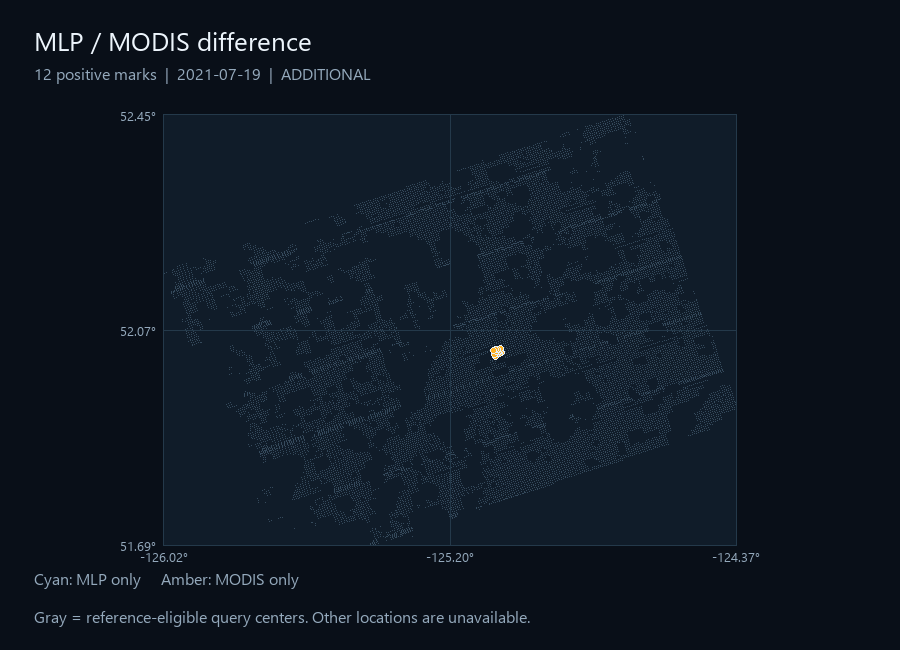 MLP / MODIS difference
12 positive marks | 2021-07-19 | ADDITIONAL
52.45°
52.07°
51.69°
-126.02° -125.20° -124.37°
Cyan: MLP only Amber: MODIS only
Gray = reference-eligible query centers. Other locations are unavailable.